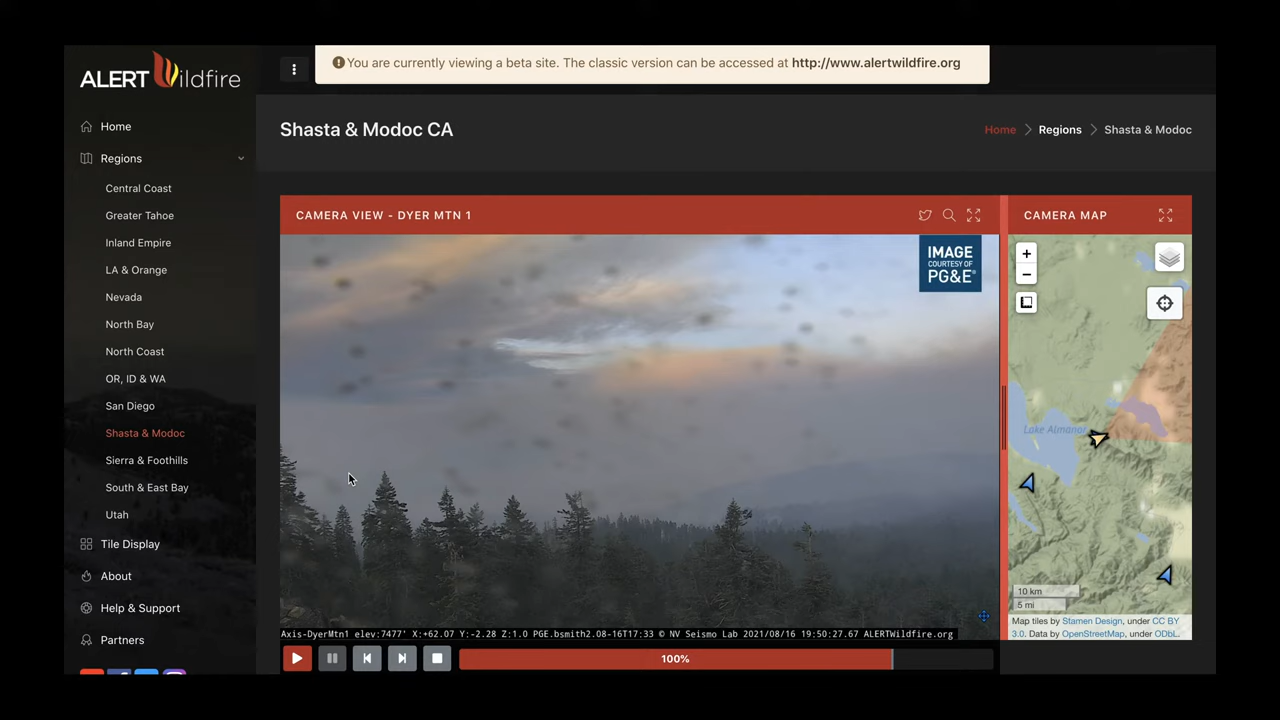 ALERT Wildfire
You are currently viewing a beta site. The classic version can be accessed at http://www.alertwildfire.org
Home
Regions
Central Coast
Greater Tahoe
Inland Empire
LA & Orange
Nevada
North Bay
North Coast
OR, ID & WA
San Diego
Shasta & Modoc
Sierra & Foothills
South & East Bay
Utah
Tile Display
About
Help & Support
Partners
Shasta & Modoc CA
Home Regions Shasta & Modoc
CAMERA VIEW - DYER MTN 1
IMAGE
COURTESY OF
PG&E
Axis-DyerMtn1 elev:7477' X:+62.07 Y:-2.28 Z:1.0 PGE.bsmith2.08-16T17:33 © NV Seismo Lab 2021/08/16 19:50:27.67 ALERTWildfire.org
100%
CAMERA MAP
+
−
Lake Almanor
10 km
5 mi
Map tiles by Stamen Design, under CC BY
3.0. Data by OpenStreetMap, under ODbL.